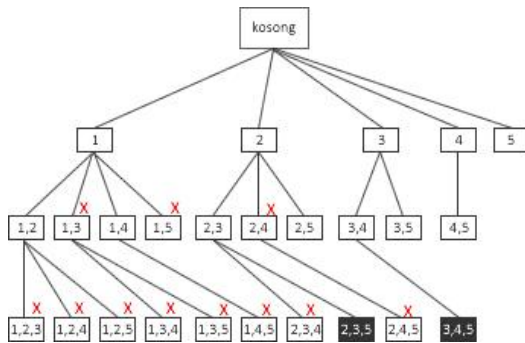 kosong
1 2 3 4 5
X X X
1,2 1,3 1,4 1,5 2,3 2,4 2,5 3,4 3,5 4,5
X X X X X X X X
1,2,3 1,2,4 1,2,5 1,3,4 1,3,5 1,4,5 2,3,4 2,3,5 2,4,5 3,4,5